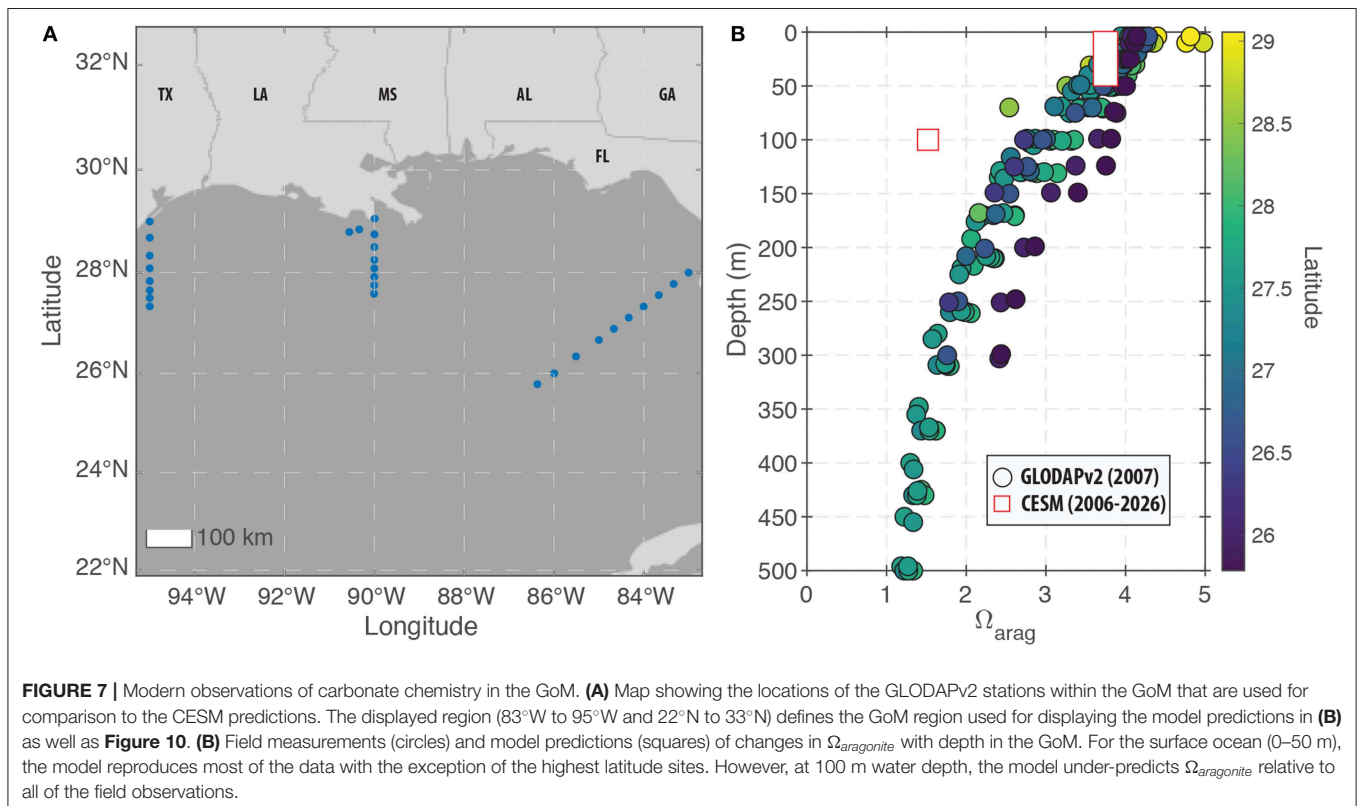 A
32°N
30°N
28°N
26°N
24°N
22°N
Latitude
TX
LA
MS
AL
GA
FL
100 km
94°W 92°W 90°W 88°W 86°W 84°W
Longitude
B
0
50
100
150
200
250
300
350
400
450
500
Depth (m)
GLODAPv2 (2007)
CESM (2006-2026)
0 1 2 3 4 5
Ωarag
29
28.5
28
27.5
27
26.5
26
Latitude
FIGURE 7 | Modern observations of carbonate chemistry in the GoM. (A) Map showing the locations of the GLODAPv2 stations within the GoM that are used for
comparison to the CESM predictions. The displayed region (83°W to 95°W and 22°N to 33°N) defines the GoM region used for displaying the model predictions in (B)
as well as Figure 10. (B) Field measurements (circles) and model predictions (squares) of changes in Ωaragonite with depth in the GoM. For the surface ocean (0–50 m),
the model reproduces most of the data with the exception of the highest latitude sites. However, at 100 m water depth, the model under-predicts Ωaragonite relative to
all of the field observations.